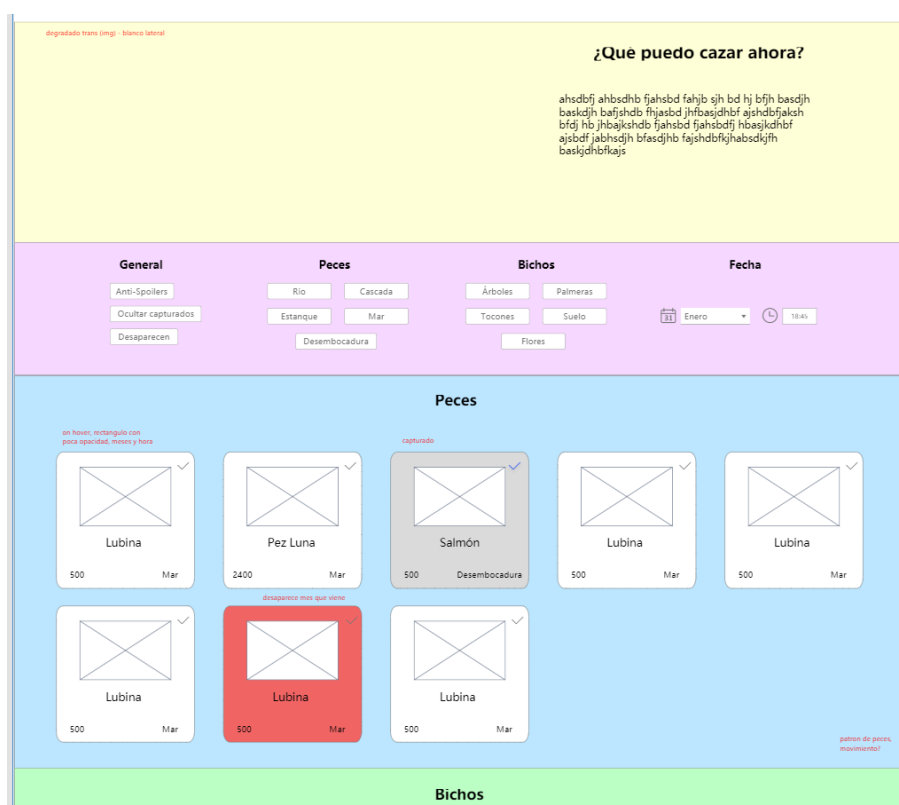 degradado trans (img) - blanco lateral
¿Qué puedo cazar ahora?
ahsdbfj ahbsdhb fjahsbd fahjb sjh bd hj bfjh basdjh
baskdjh bafjshdb fhjasbd jhfbasjdhbf ajshdbfjaksh
bfdj hb jhbajkshdb fjahsbd fjahsbdfj hbasjkdhbf
ajsbdf jabhsdjh bfasdjhb fajshdbfkjhabsdkjfh
baskjdhbfkajs
General
Peces
Bichos
Fecha
Anti-Spoilers
Río
Cascada
Árboles
Palmeras
Ocultar capturados
Estanque
Mar
Tocones
Suelo
31
Enero
18:45
Desaparecen
Desembocadura
Flores
Peces
on hover, rectangulo con
poca opacidad, meses y hora
capturado
Lubina
Pez Luna
Salmón
Lubina
Lubina
500
Mar
2400
Mar
500
Desembocadura
500
Mar
500
Mar
desaparece mes que viene
Lubina
Lubina
Lubina
500
Mar
500
Mar
500
Mar
patron de peces,
movimiento?
Bichos